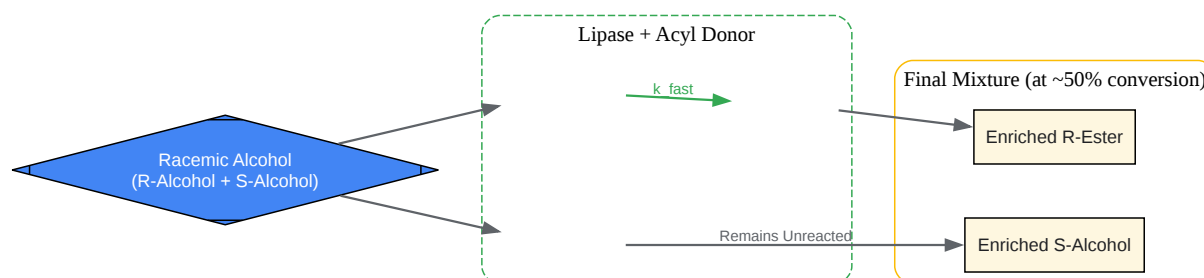 Lipase + Acyl Donor
Final Mixture (at ~50% conversion)
k_fast
Racemic Alcohol
(R-Alcohol + S-Alcohol)
Enriched R-Ester
Remains Unreacted
Enriched S-Alcohol